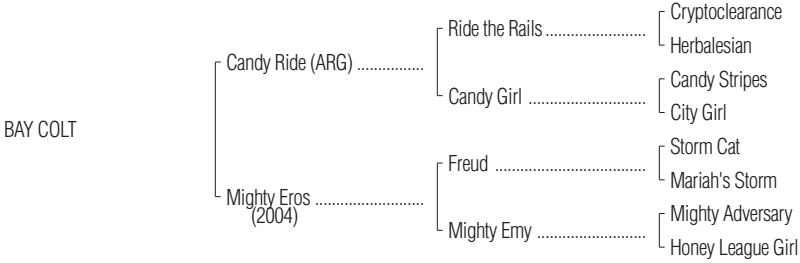 Cryptoclearance
Ride the Rails ........................
Herbalesian
Candy Ride (ARG) ................
Candy Stripes
Candy Girl ............................
City Girl
BAY COLT
Storm Cat
Freud ....................................
Mariah's Storm
Mighty Eros ..........................
(2004)
Mighty Adversary
Mighty Emy ..........................
Honey League Girl